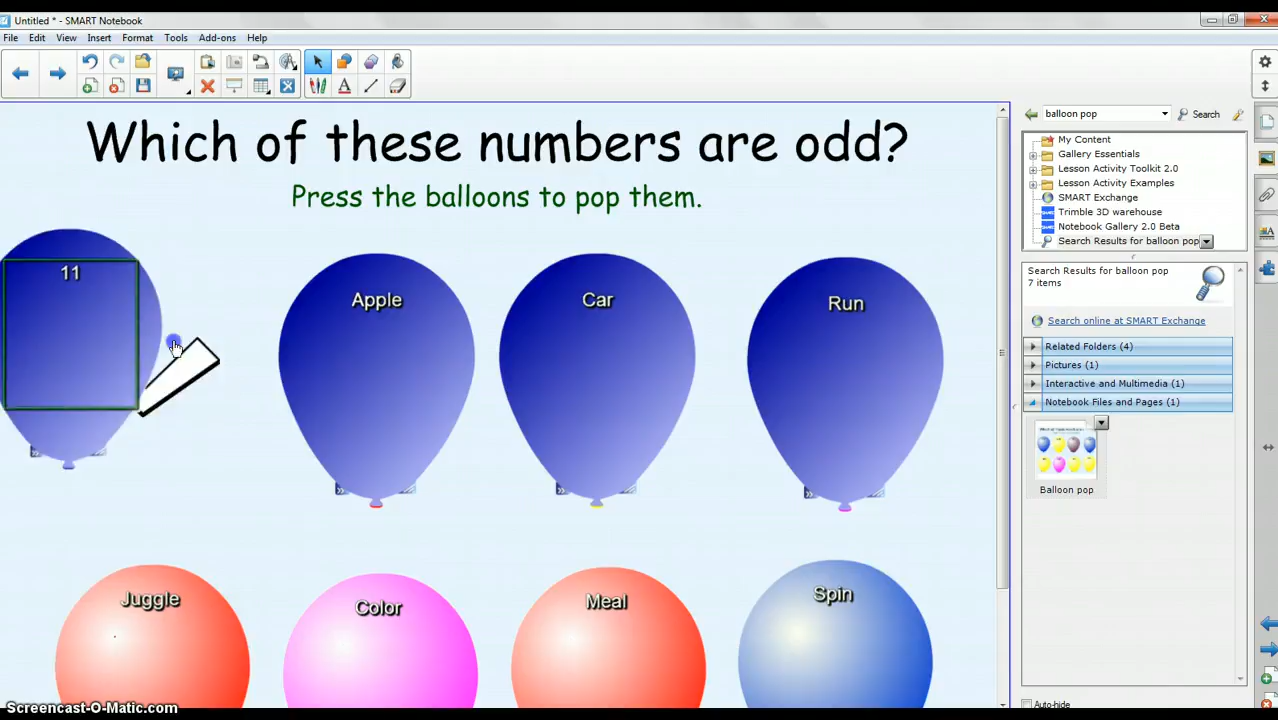 Untitled * - SMART Notebook
File Edit View Insert Format Tools Add-ons Help
Which of these numbers are odd?
Press the balloons to pop them.
11
Apple
Car
Run
Juggle
Color
Meal
Spin
balloon pop Search
My Content
Gallery Essentials
Lesson Activity Toolkit 2.0
Lesson Activity Examples
SMART Exchange
Trimble 3D warehouse
Notebook Gallery 2.0 Beta
Search Results for balloon pop
Search Results for balloon pop
7 items
Search online at SMART Exchange
Related Folders (4)
Pictures (1)
Interactive and Multimedia (1)
Notebook Files and Pages (1)
Balloon pop
Auto-hide
Screencast-O-Matic.com